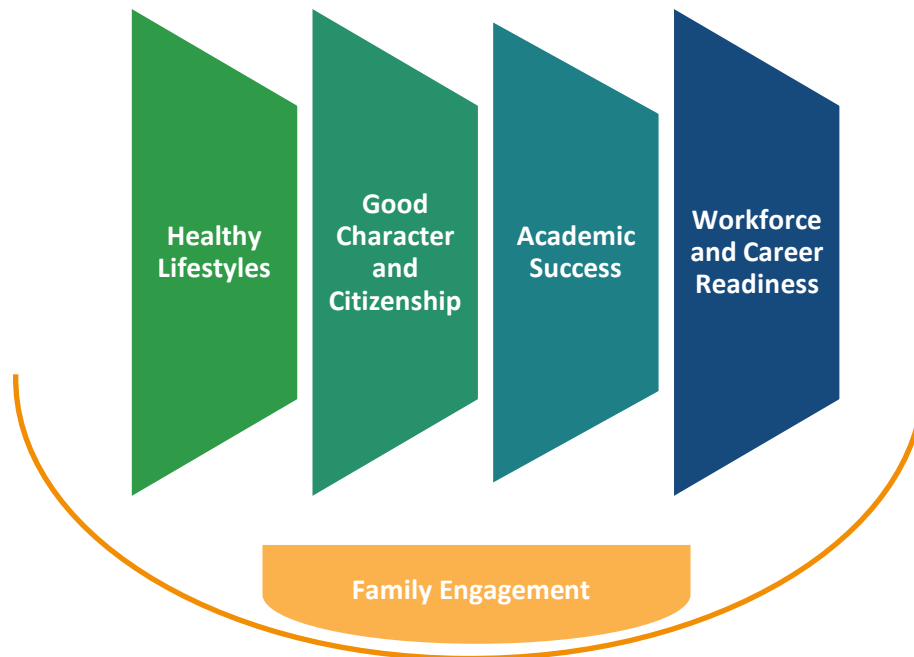 Healthy
Lifestyles
Good
Character
and
Citizenship
Academic
Success
Workforce
and Career
Readiness
Family Engagement